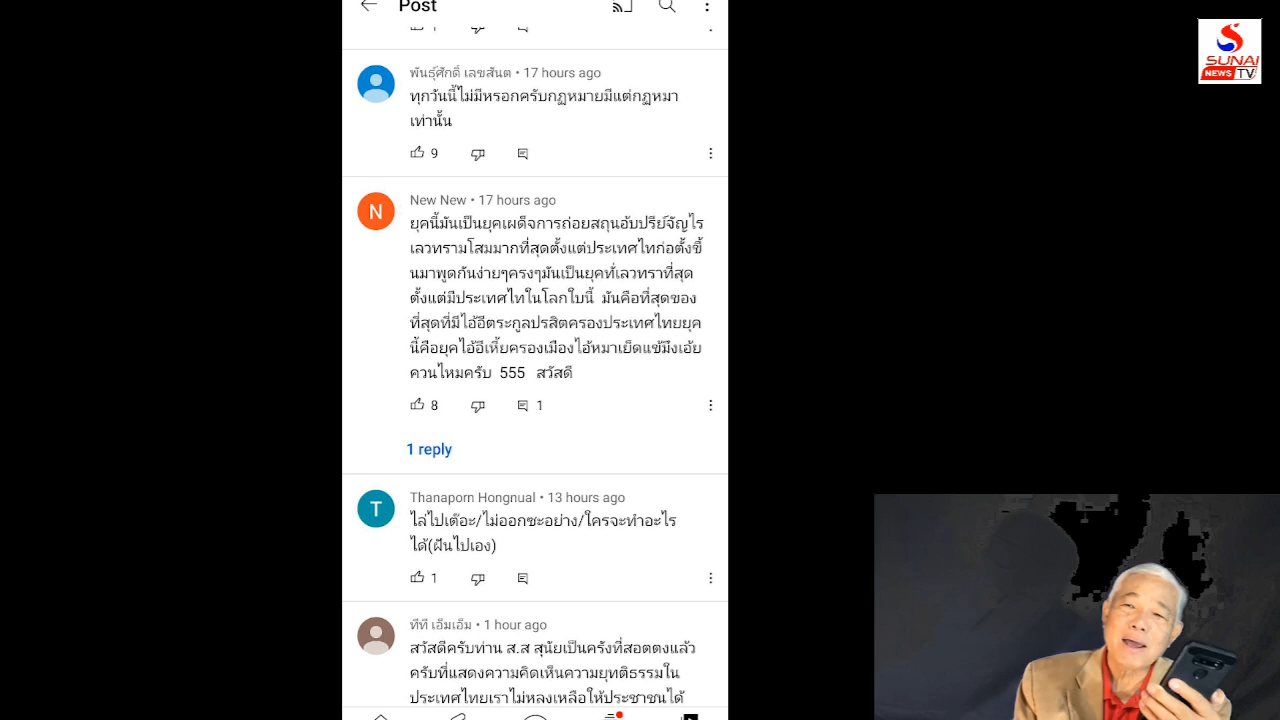 Post
SUNAI
NEWS TV
พันธุ์ศักดิ์ เลขสันต • 17 hours ago
ทุกวันนี้ไม่มีหรอกครับกฏหมายมีแต่กฏหมา
เท่านั้น
9
N
New New • 17 hours ago
ยุคนี้มันเป็นยุคเผด็จการถ่อยสถุนอับปรีย์จัญไร
เลวทรามโสมมากที่สุดตั้งแต่ประเทศไทก่อตั้งขึ้
นมาพูดกันง่ายๆครงๆมันเป็นยุคทั่เลวทราที่สุด
ตั้งแต่มีประเทศไทในโลกใบนี้ มันคือที่สุดของ
ที่สุดที่มีไอ้อีตระกูลปรสิตครองประเทศไทยยุค
นี้คือยุคไอ้อีเหี้ยครองเมืองไอ้หมาเย็ดแข้มึงเอ้ย
ควนไหมครับ 555 สวัสดี
8 1
1 reply
T
Thanaporn Hongnual • 13 hours ago
ไล่ไปเต๊อะ/ไม่ออกซะอย่าง/ใครจะทำอะไร
ได้(ฝันไปเอง)
1
ทีที เอ็มเอ็ม • 1 hour ago
สวัสดีครับท่าน ส.ส สุนัยเป็นครังที่สอตตงแล้ว
ครับที่แสดงความคิดเห็นความยุทติธรรมใน
ประเทศไทยเราไม่หลงเหลือให้ประชาชนได้